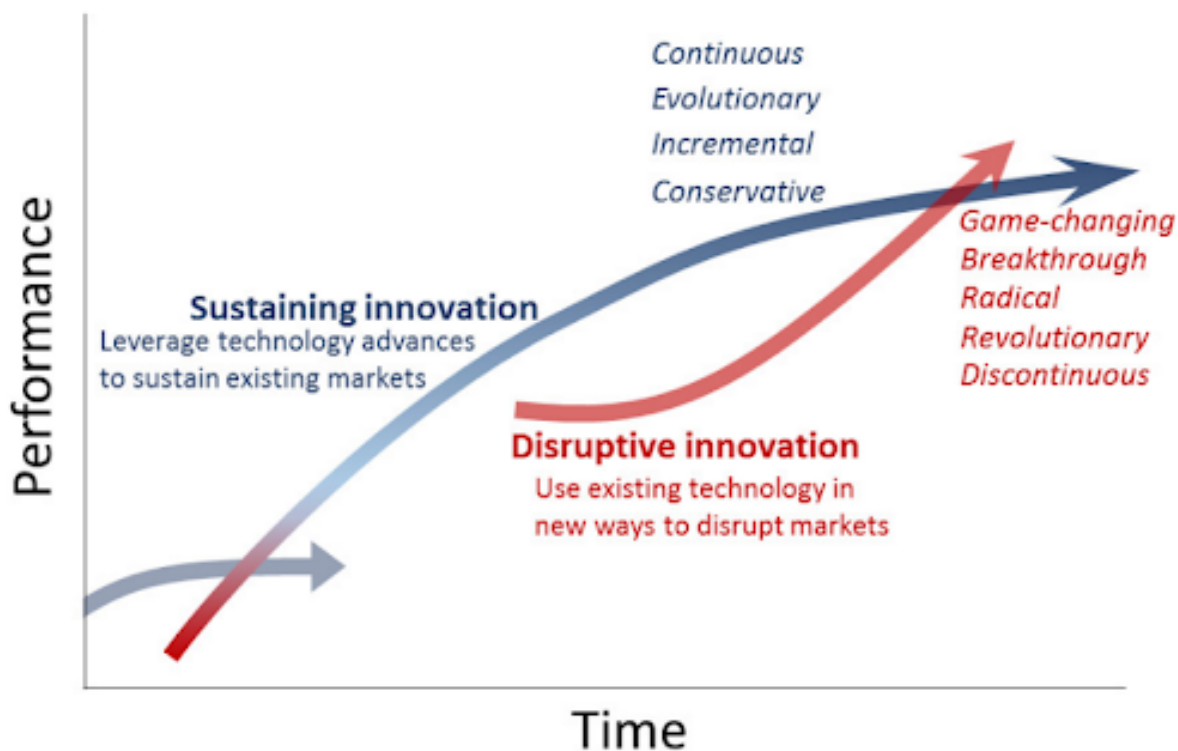 Continuous
Evolutionary
Incremental
Conservative
Game-changing
Breakthrough
Radical
Revolutionary
Discontinuous
Sustaining innovation
Leverage technology advances
to sustain existing markets
Disruptive innovation
Use existing technology in
new ways to disrupt markets
Performance
Time